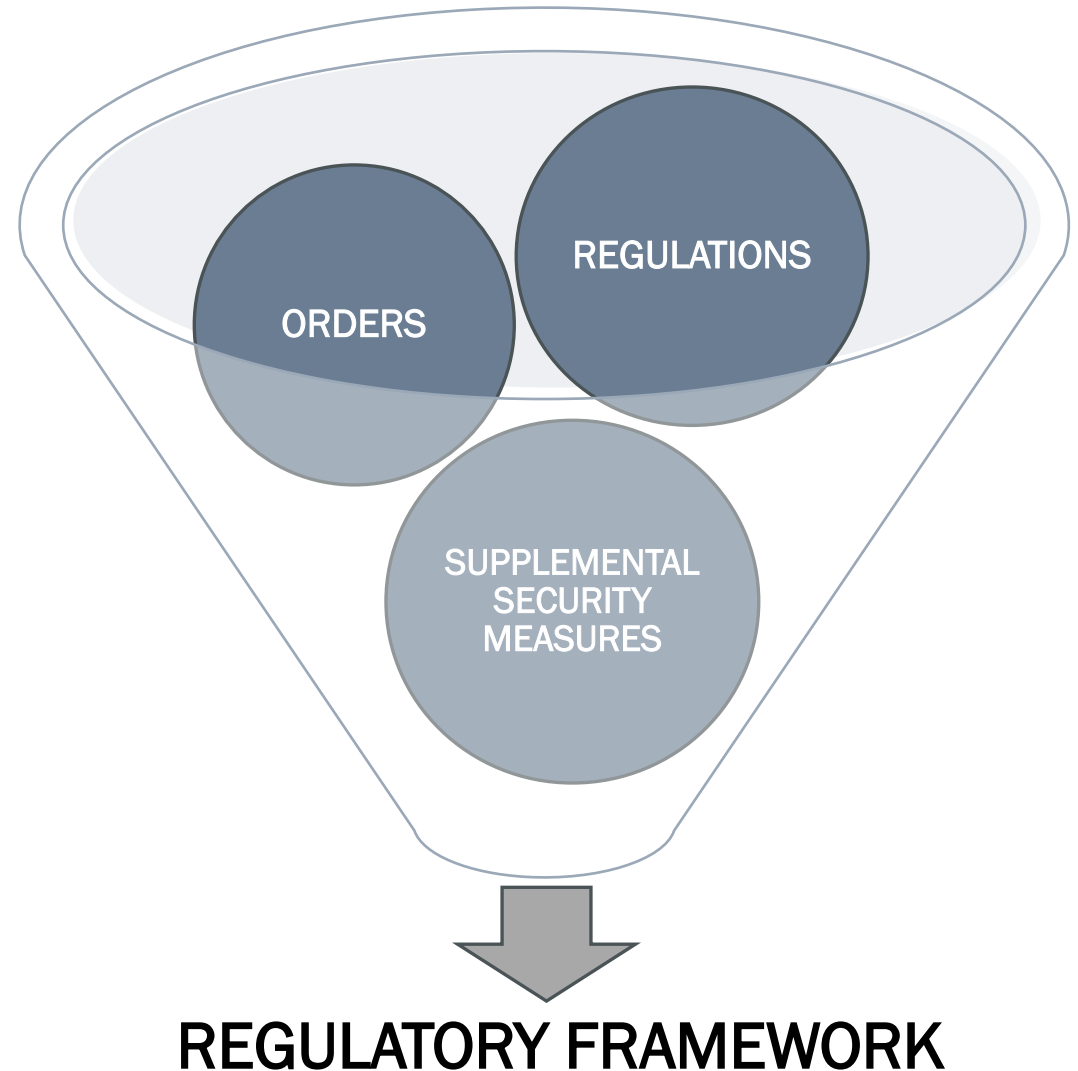 REGULATIONS
ORDERS
SUPPLEMENTAL
SECURITY
MEASURES
REGULATORY FRAMEWORK